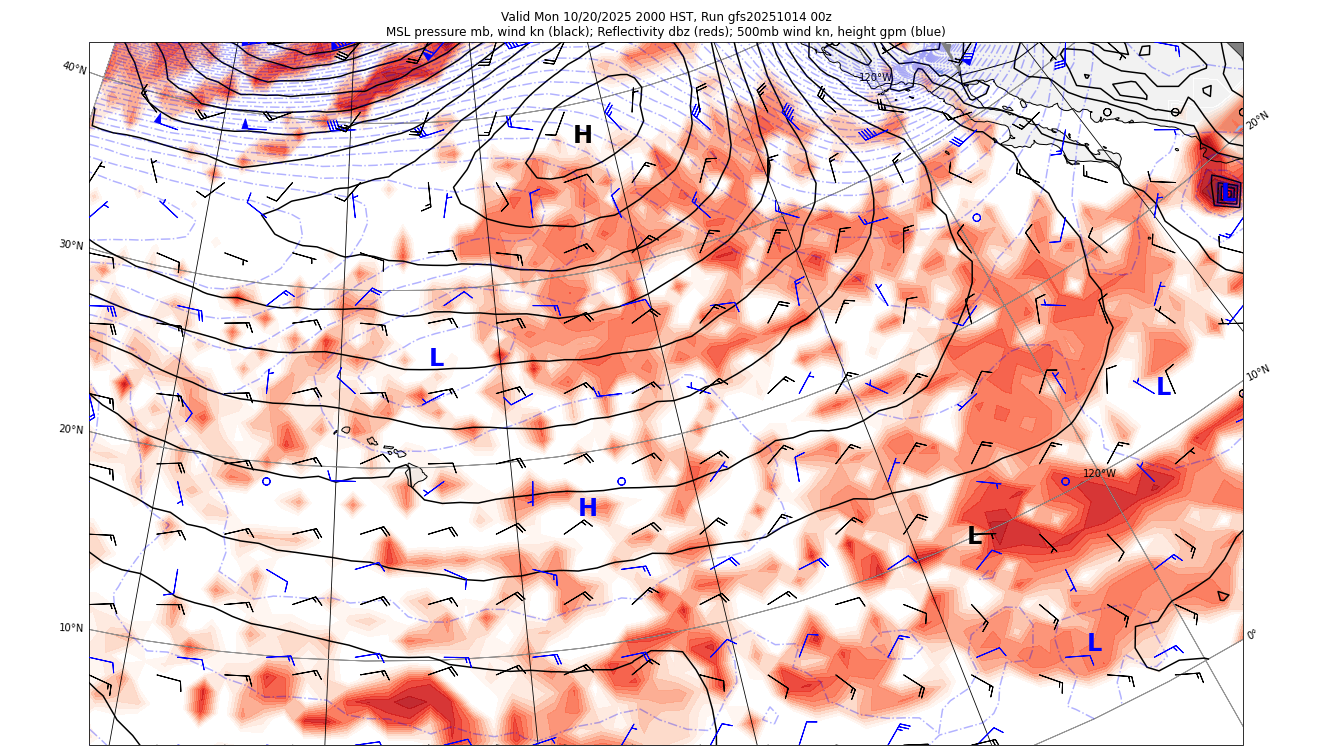 Valid Mon 10/20/2025 2000 HST, Run gfs20251014 00z
MSL pressure mb, wind kn (black); Reflectivity dbz (reds); 500mb wind kn, height gpm (blue)
40°N
120°W
20°N
H
L
30°N
10°N
L
L
20°N
120°W
H
L
10°N
0°
L